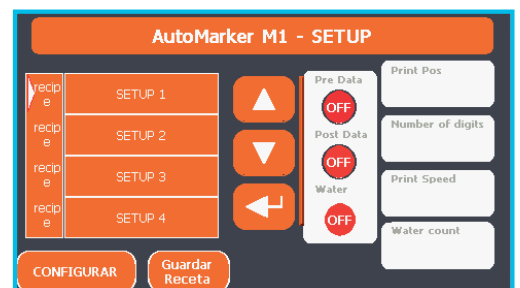 AutoMarker M1 - SETUP
recip
e
SETUP 1
recip
e
SETUP 2
recip
e
SETUP 3
recip
e
SETUP 4
Pre Data
OFF
Post Data
OFF
Water
OFF
Print Pos
Number of digits
Print Speed
Water count
CONFIGURAR
Guardar
Receta